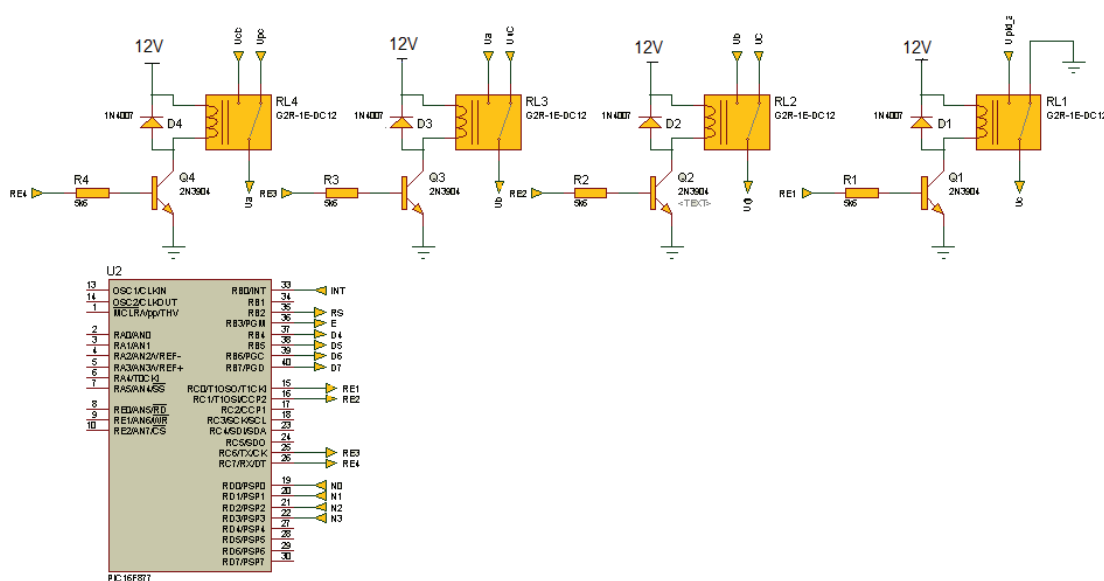 12V
Ucb
Upc
RL4
G2R-1E-DC12
1N4007
D4
R4
5k6
RE4
Q4
2N3904
Ua
12V
Ua
RL3
G2R-1E-DC12
1N4007
D3
R3
5k6
RE3
Q3
2N3904
Ub
12V
Ub
UC
RL2
G2R-1E-DC12
1N4007
D2
R2
5k6
RE2
Q2
2N3904
<TEXT>
12V
RL1
G2R-1E-DC12
1N4007
D1
R1
5k6
RE1
Q1
2N3904
Uc
U2
13 OSC1/CLKIN
14 OSC2/CLKOUT
1 MCLR/Vpp/THV
2 RA0/AN0
3 RA1/AN1
4 RA2/AN2/VREF-
5 RA3/AN3/VREF+
6 RA4/T0CKI
7 RA5/AN4/SS
8 RE0/AN5/RD
9 RE1/AN6/WR
10 RE2/AN7/CS
RB0/INT 33 INT
RB1 34
RB2 35 RS
RB3/PGM 36 E
RB4 37 D4
RB5 38 D5
RB6/PGC 39 D6
RB7/PGD 40 D7
RC0/T1OSO/T1CKI 15 RE1
RC1/T1OSI/CCP2 16 RE2
RC2/CCP1 17
RC3/SCK/SCL 18
RC4/SDI/SDA 23
RC5/SDO 24
RC6/TX/CK 25 RE3
RC7/RX/DT 26 RE4
RD0/PSP0 19 N0
RD1/PSP1 20 N1
RD2/PSP2 21 N2
RD3/PSP3 22 N3
RD4/PSP4 27
RD5/PSP5 28
RD6/PSP6 29
RD7/PSP7 30
PIC16F877